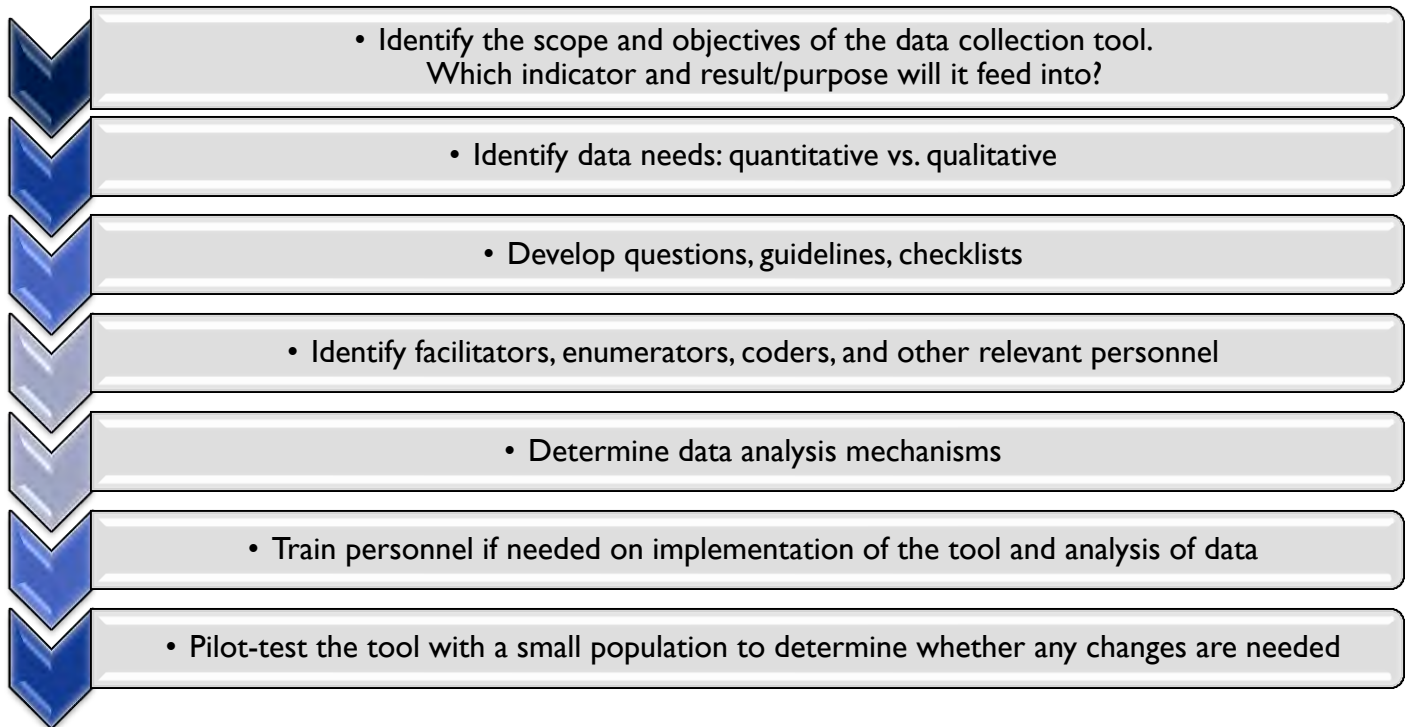 • Identify the scope and objectives of the data collection tool.
Which indicator and result/purpose will it feed into?
• Identify data needs: quantitative vs. qualitative
• Develop questions, guidelines, checklists
• Identify facilitators, enumerators, coders, and other relevant personnel
• Determine data analysis mechanisms
• Train personnel if needed on implementation of the tool and analysis of data
• Pilot-test the tool with a small population to determine whether any changes are needed